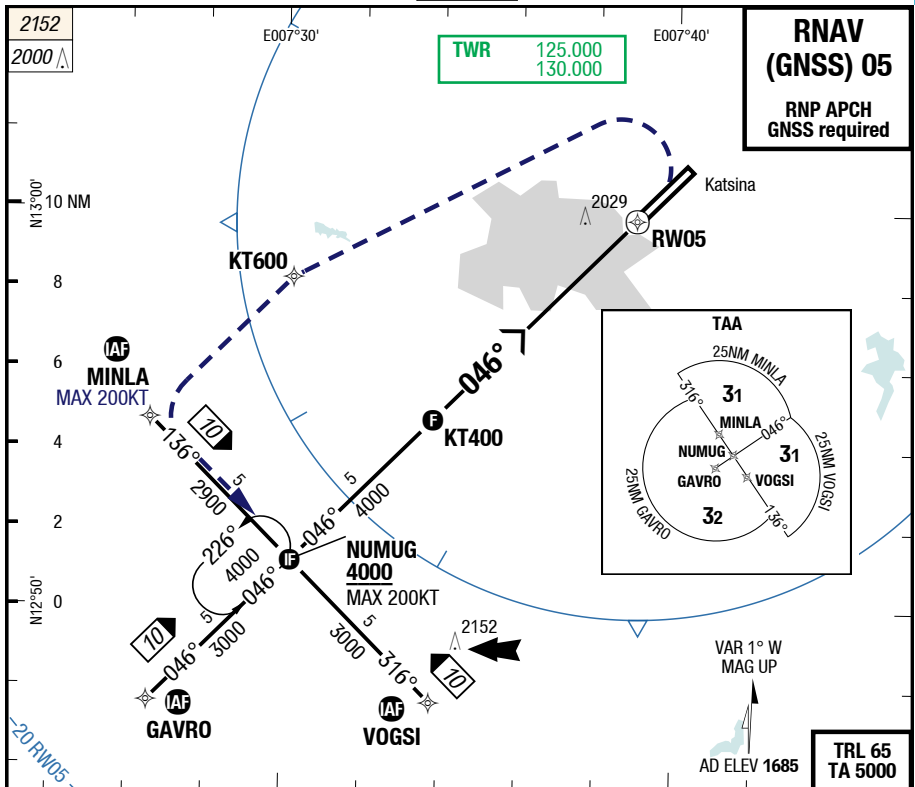 2152
2000
E007°30'
TWR 125.000
130.000
E007°40'
RNAV
(GNSS) 05
RNP APCH
GNSS required
N13°00'
10 NM
2029
Katsina
RW05
KT600
8
6
IAF
MINLA
MAX 200KT
10
136°
5
2900
4
046°
F
KT400
TAA
25NM MINLA
316°
31
MINLA
046°
NUMUG
31
GAVRO
VOGSI
25NM VOGSI
25NM GAVRO
32
136°
5
4000
046°
2
226°
4000
IF
NUMUG
4000
MAX 200KT
N12°50'
0
046°
5
3000
046°
10
5
3000
316°
2152
10
IAF
GAVRO
IAF
VOGSI
20 RW05
VAR 1° W
MAG UP
AD ELEV 1685
TRL 65
TA 5000